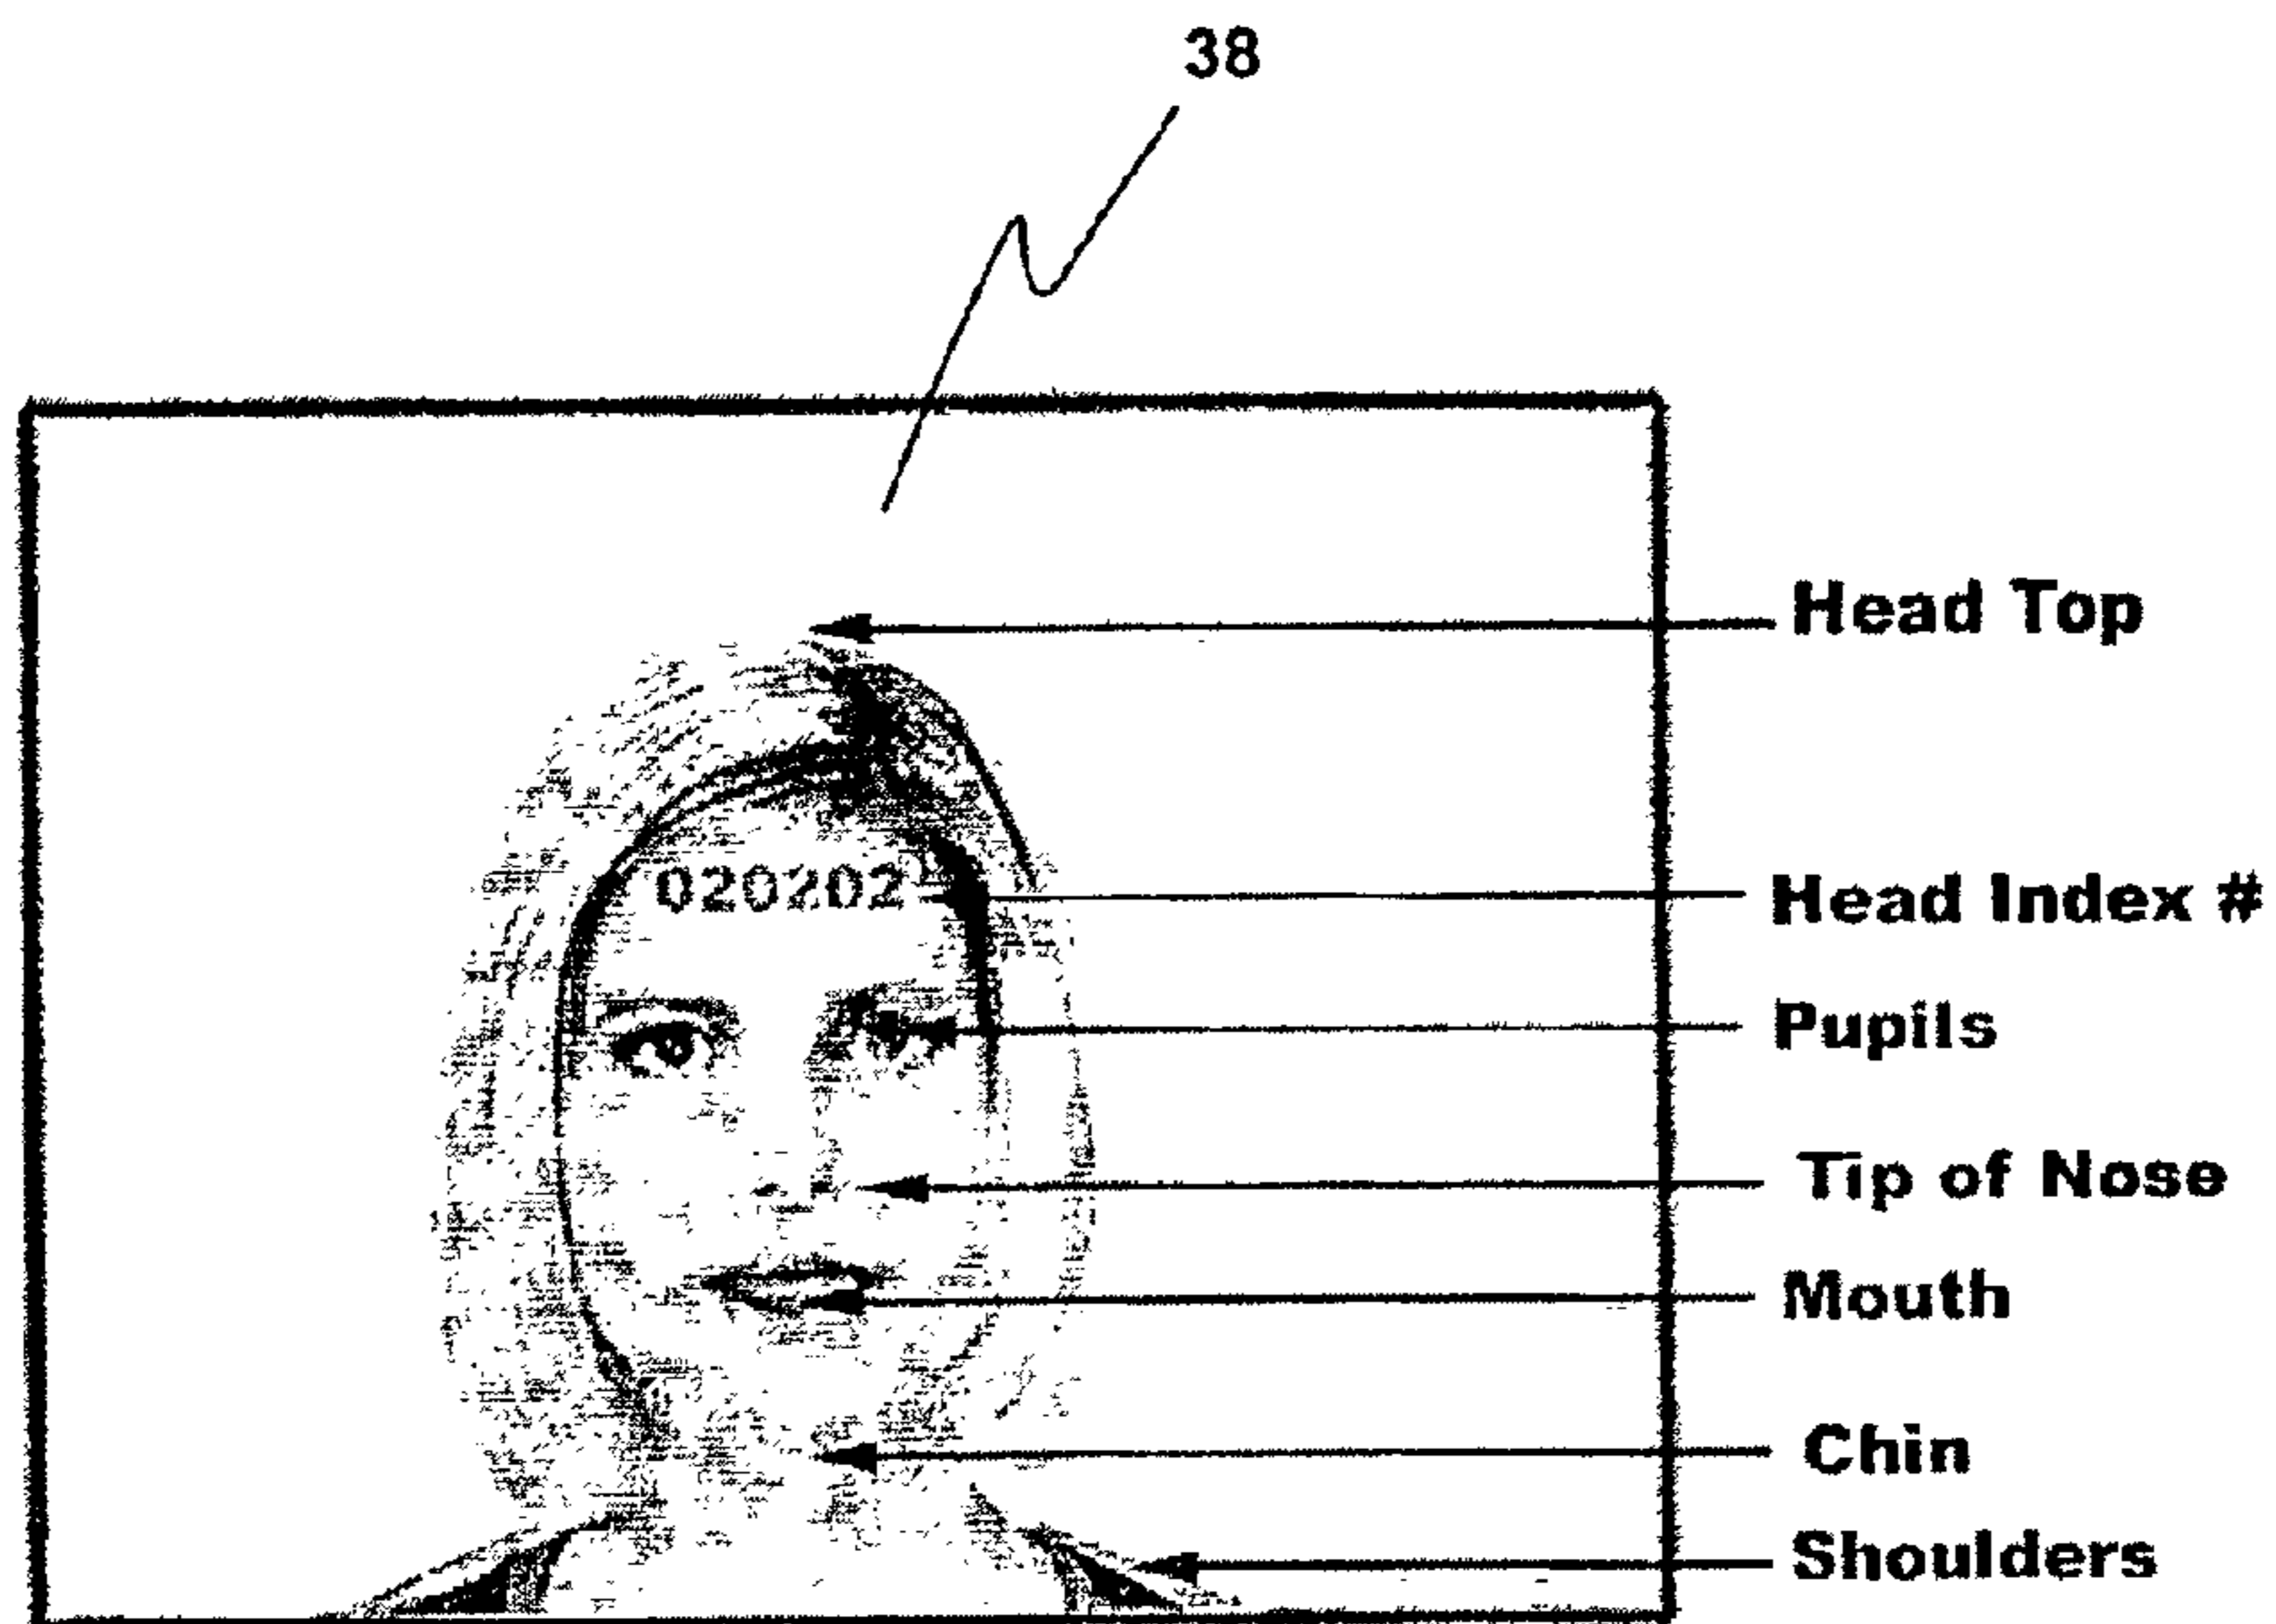 38
Head Top
020202
Head Index #
Pupils
Tip of Nose
Mouth
Chin
Shoulders